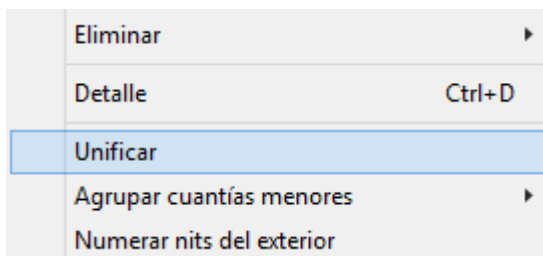 Eliminar
Detalle Ctrl+D
Unificar
Agrupar cuantías menores
Numerar nits del exterior